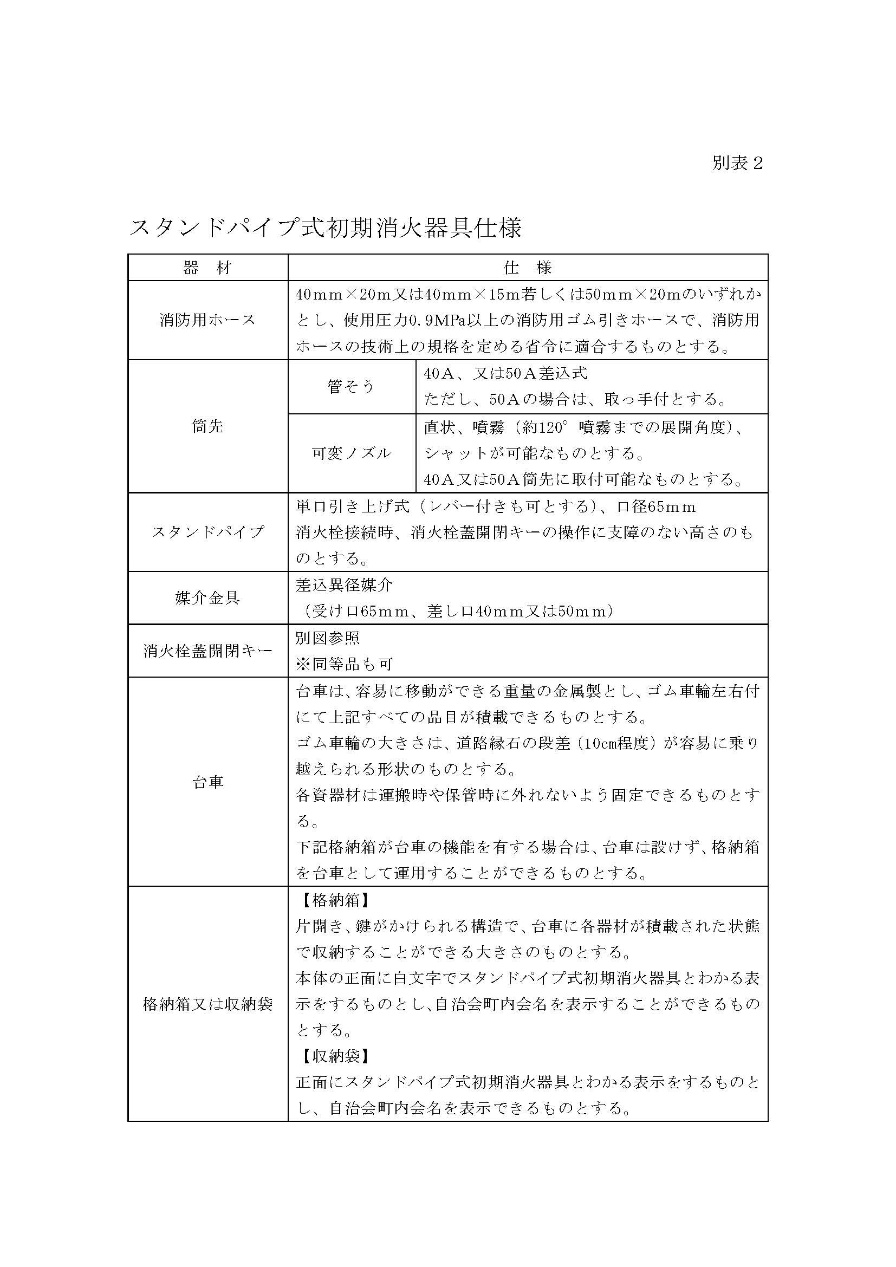 別表２
スタンドパイプ式初期消火器具仕様
器　材
仕　様
消防用ホース
40mm×20m又は40mm×15m若しくは50mm×20mのいずれか
とし、使用圧力0.9MPa以上の消防用ゴム引きホースで、消防用
ホースの技術上の規格を定める省令に適合するものとする。
筒先
管そう
40Ａ、又は50Ａ差込式
ただし、50Ａの場合は、取っ手付とする。
可変ノズル
直状、噴霧（約120°噴霧までの展開角度）、
シャットが可能なものとする。
40Ａ又は50Ａ筒先に取付可能なものとする。
スタンドパイプ
単口引き上げ式（レバー付きも可とする）、口径65mm
消火栓接続時、消火栓蓋開閉キーの操作に支障のない高さのも
のとする。
媒介金具
差込異径媒介
（受け口65mm、差し口40mm又は50mm）
消火栓蓋開閉キー
別図参照
※同等品も可
台車
台車は、容易に移動ができる重量の金属製とし、ゴム車輪左右付
にて上記すべての品目が積載できるものとする。
ゴム車輪の大きさは、道路縁石の段差（10㎝程度）が容易に乗り
越えられる形状のものとする。
各資器材は運搬時や保管時に外れないよう固定できるものとす
る。
下記格納箱が台車の機能を有する場合は、台車は設けず、格納箱
を台車として運用することができるものとする。
格納箱又は収納袋
【格納箱】
片開き、鍵がかけられる構造で、台車に各器材が積載された状態
で収納することができる大きさのものとする。
本体の正面に白文字でスタンドパイプ式初期消火器具とわかる表
示をするものとし、自治会町内会名を表示することができるもの
とする。
【収納袋】
正面にスタンドパイプ式初期消火器具とわかる表示をするものと
し、自治会町内会名を表示できるものとする。